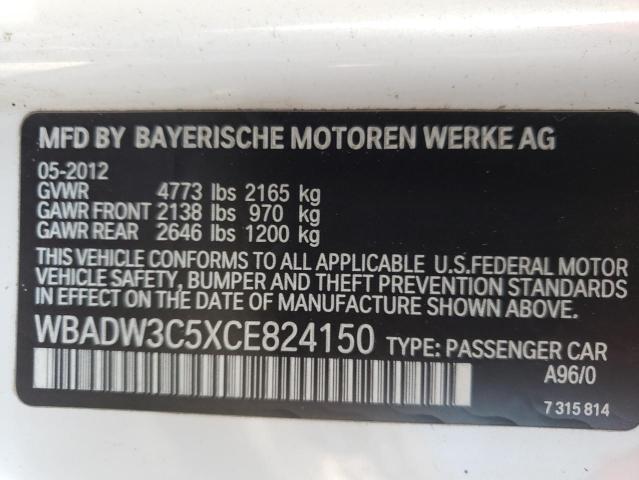 MFD BY BAYERISCHE MOTOREN WERKE AG
05-2012
GVWR 4773 lbs 2165 kg
GAWR FRONT 2138 lbs 970 kg
GAWR REAR 2646 lbs 1200 kg
THIS VEHICLE CONFORMS TO ALL APPLICABLE U.S.FEDERAL MOTOR
VEHICLE SAFETY, BUMPER AND THEFT PREVENTION STANDARDS
IN EFFECT ON THE DATE OF MANUFACTURE SHOWN ABOVE.
WBADW3C5XCE824150 TYPE: PASSENGER CAR
A96/0
7 315 814